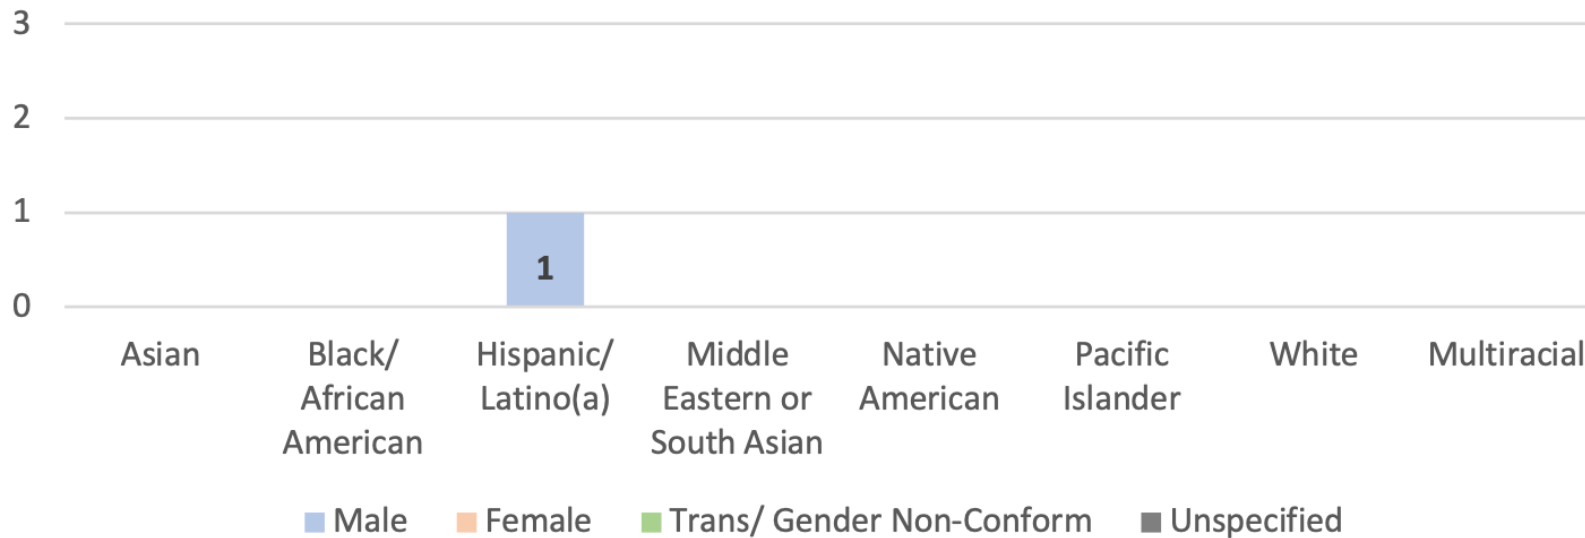 3
2
1
1
0
Asian
Black/
African
American
Hispanic/
Latino(a)
Middle
Eastern or
South Asian
Native
American
Pacific
Islander
White
Multiracial
Male
Female
Trans/ Gender Non-Conform
Unspecified